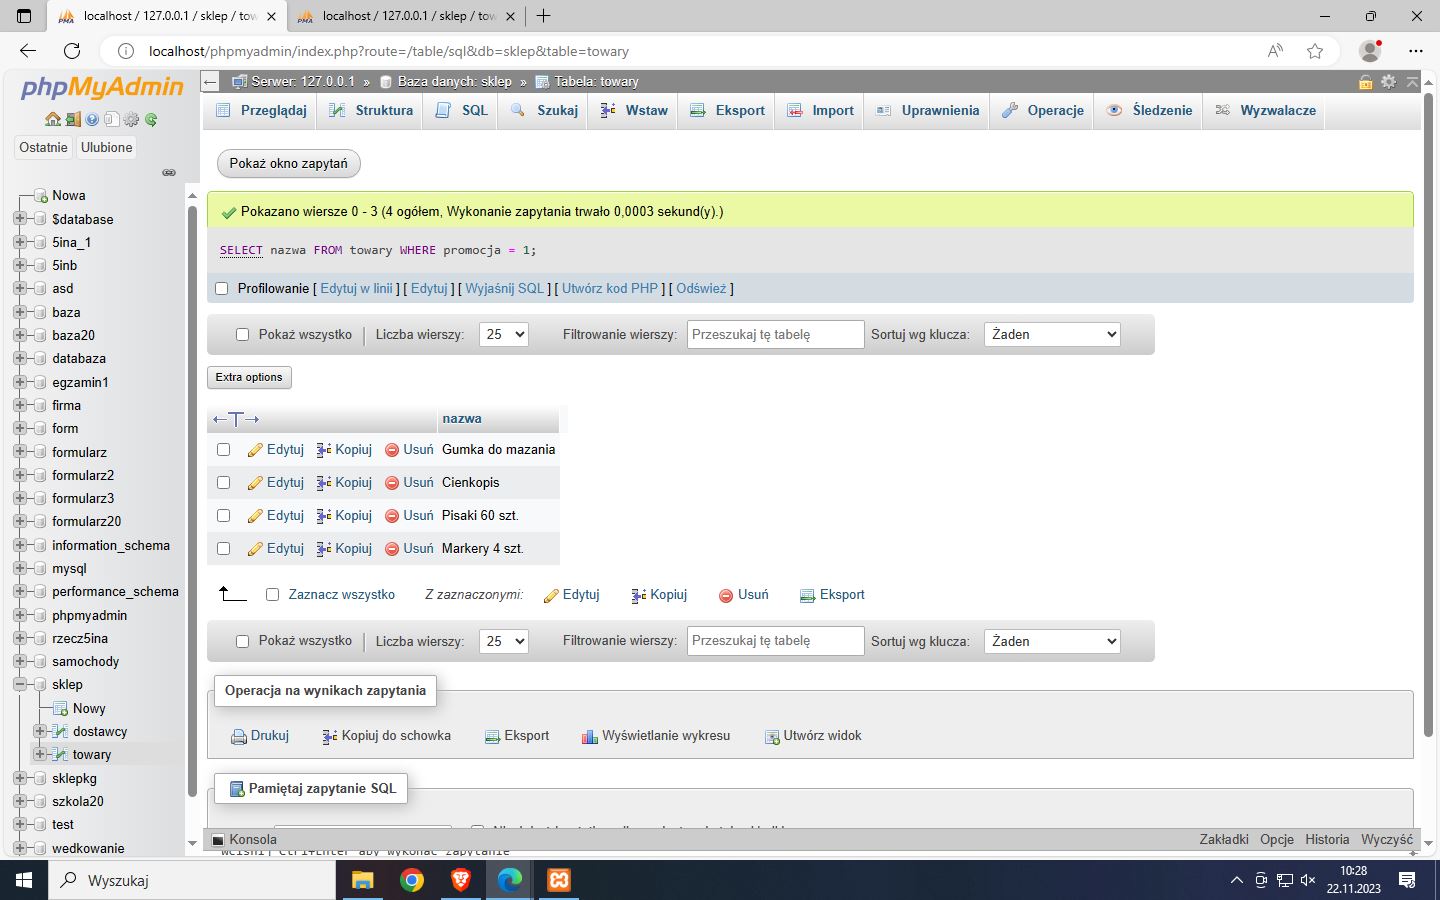 localhost / 127.0.0.1 / sklep / tow
localhost / 127.0.0.1 / sklep / tow
localhost/phpmyadmin/index.php?route=/table/sql&db=sklep&table=towary
phpMyAdmin
Ostatnie Ulubione
Nowa
$database
5ina_1
5inb
asd
baza
baza20
databaza
egzamin1
firma
form
formularz
formularz2
formularz3
formularz20
information_schema
mysql
performance_schema
phpmyadmin
rzecz5ina
samochody
sklep
Nowy
dostawcy
towary
sklepkg
szkola20
test
wedkowanie
Serwer: 127.0.0.1 » Baza danych: sklep » Tabela: towary
Przeglądaj Struktura SQL Szukaj Wstaw Eksport Import Uprawnienia Operacje Śledzenie Wyzwalacze
Pokaż okno zapytań
Pokazano wiersze 0 - 3 (4 ogółem, Wykonanie zapytania trwało 0,0003 sekund(y).)
SELECT nazwa FROM towary WHERE promocja = 1;
Profilowanie [ Edytuj w linii ] [ Edytuj ] [ Wyjaśnij SQL ] [ Utwórz kod PHP ] [ Odśwież ]
Pokaż wszystko | Liczba wierszy: 25 Filtrowanie wierszy: Przeszukaj tę tabelę Sortuj wg klucza: Żaden
Extra options
←T→ nazwa
Edytuj Kopiuj Usuń Gumka do mazania
Edytuj Kopiuj Usuń Cienkopis
Edytuj Kopiuj Usuń Pisaki 60 szt.
Edytuj Kopiuj Usuń Markery 4 szt.
Zaznacz wszystko Z zaznaczonymi: Edytuj Kopiuj Usuń Eksport
Pokaż wszystko | Liczba wierszy: 25 Filtrowanie wierszy: Przeszukaj tę tabelę Sortuj wg klucza: Żaden
Operacja na wynikach zapytania
Drukuj Kopiuj do schowka Eksport Wyświetlanie wykresu Utwórz widok
Pamiętaj zapytanie SQL
Konsola Zakładki Opcje Historia Wyczyść
Wciśnij Ctrl+Enter aby wykonać zapytanie
Wyszukaj
10:28
22.11.2023